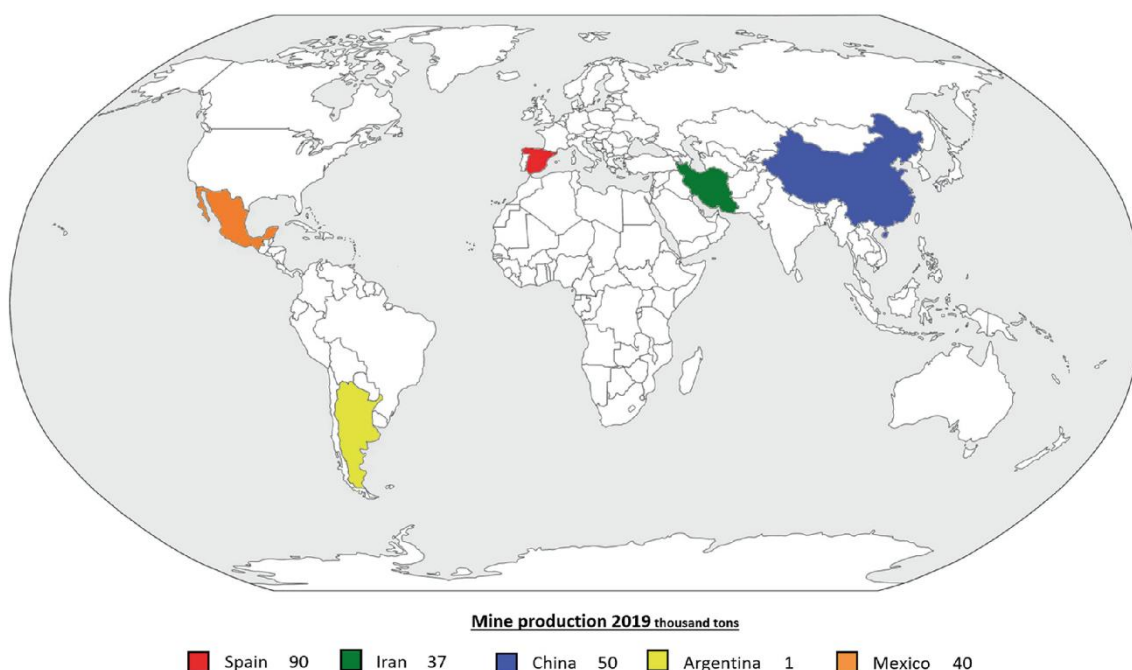 Mine production 2019 thousand tons
Spain 90 Iran 37 China 50 Argentina 1 Mexico 40